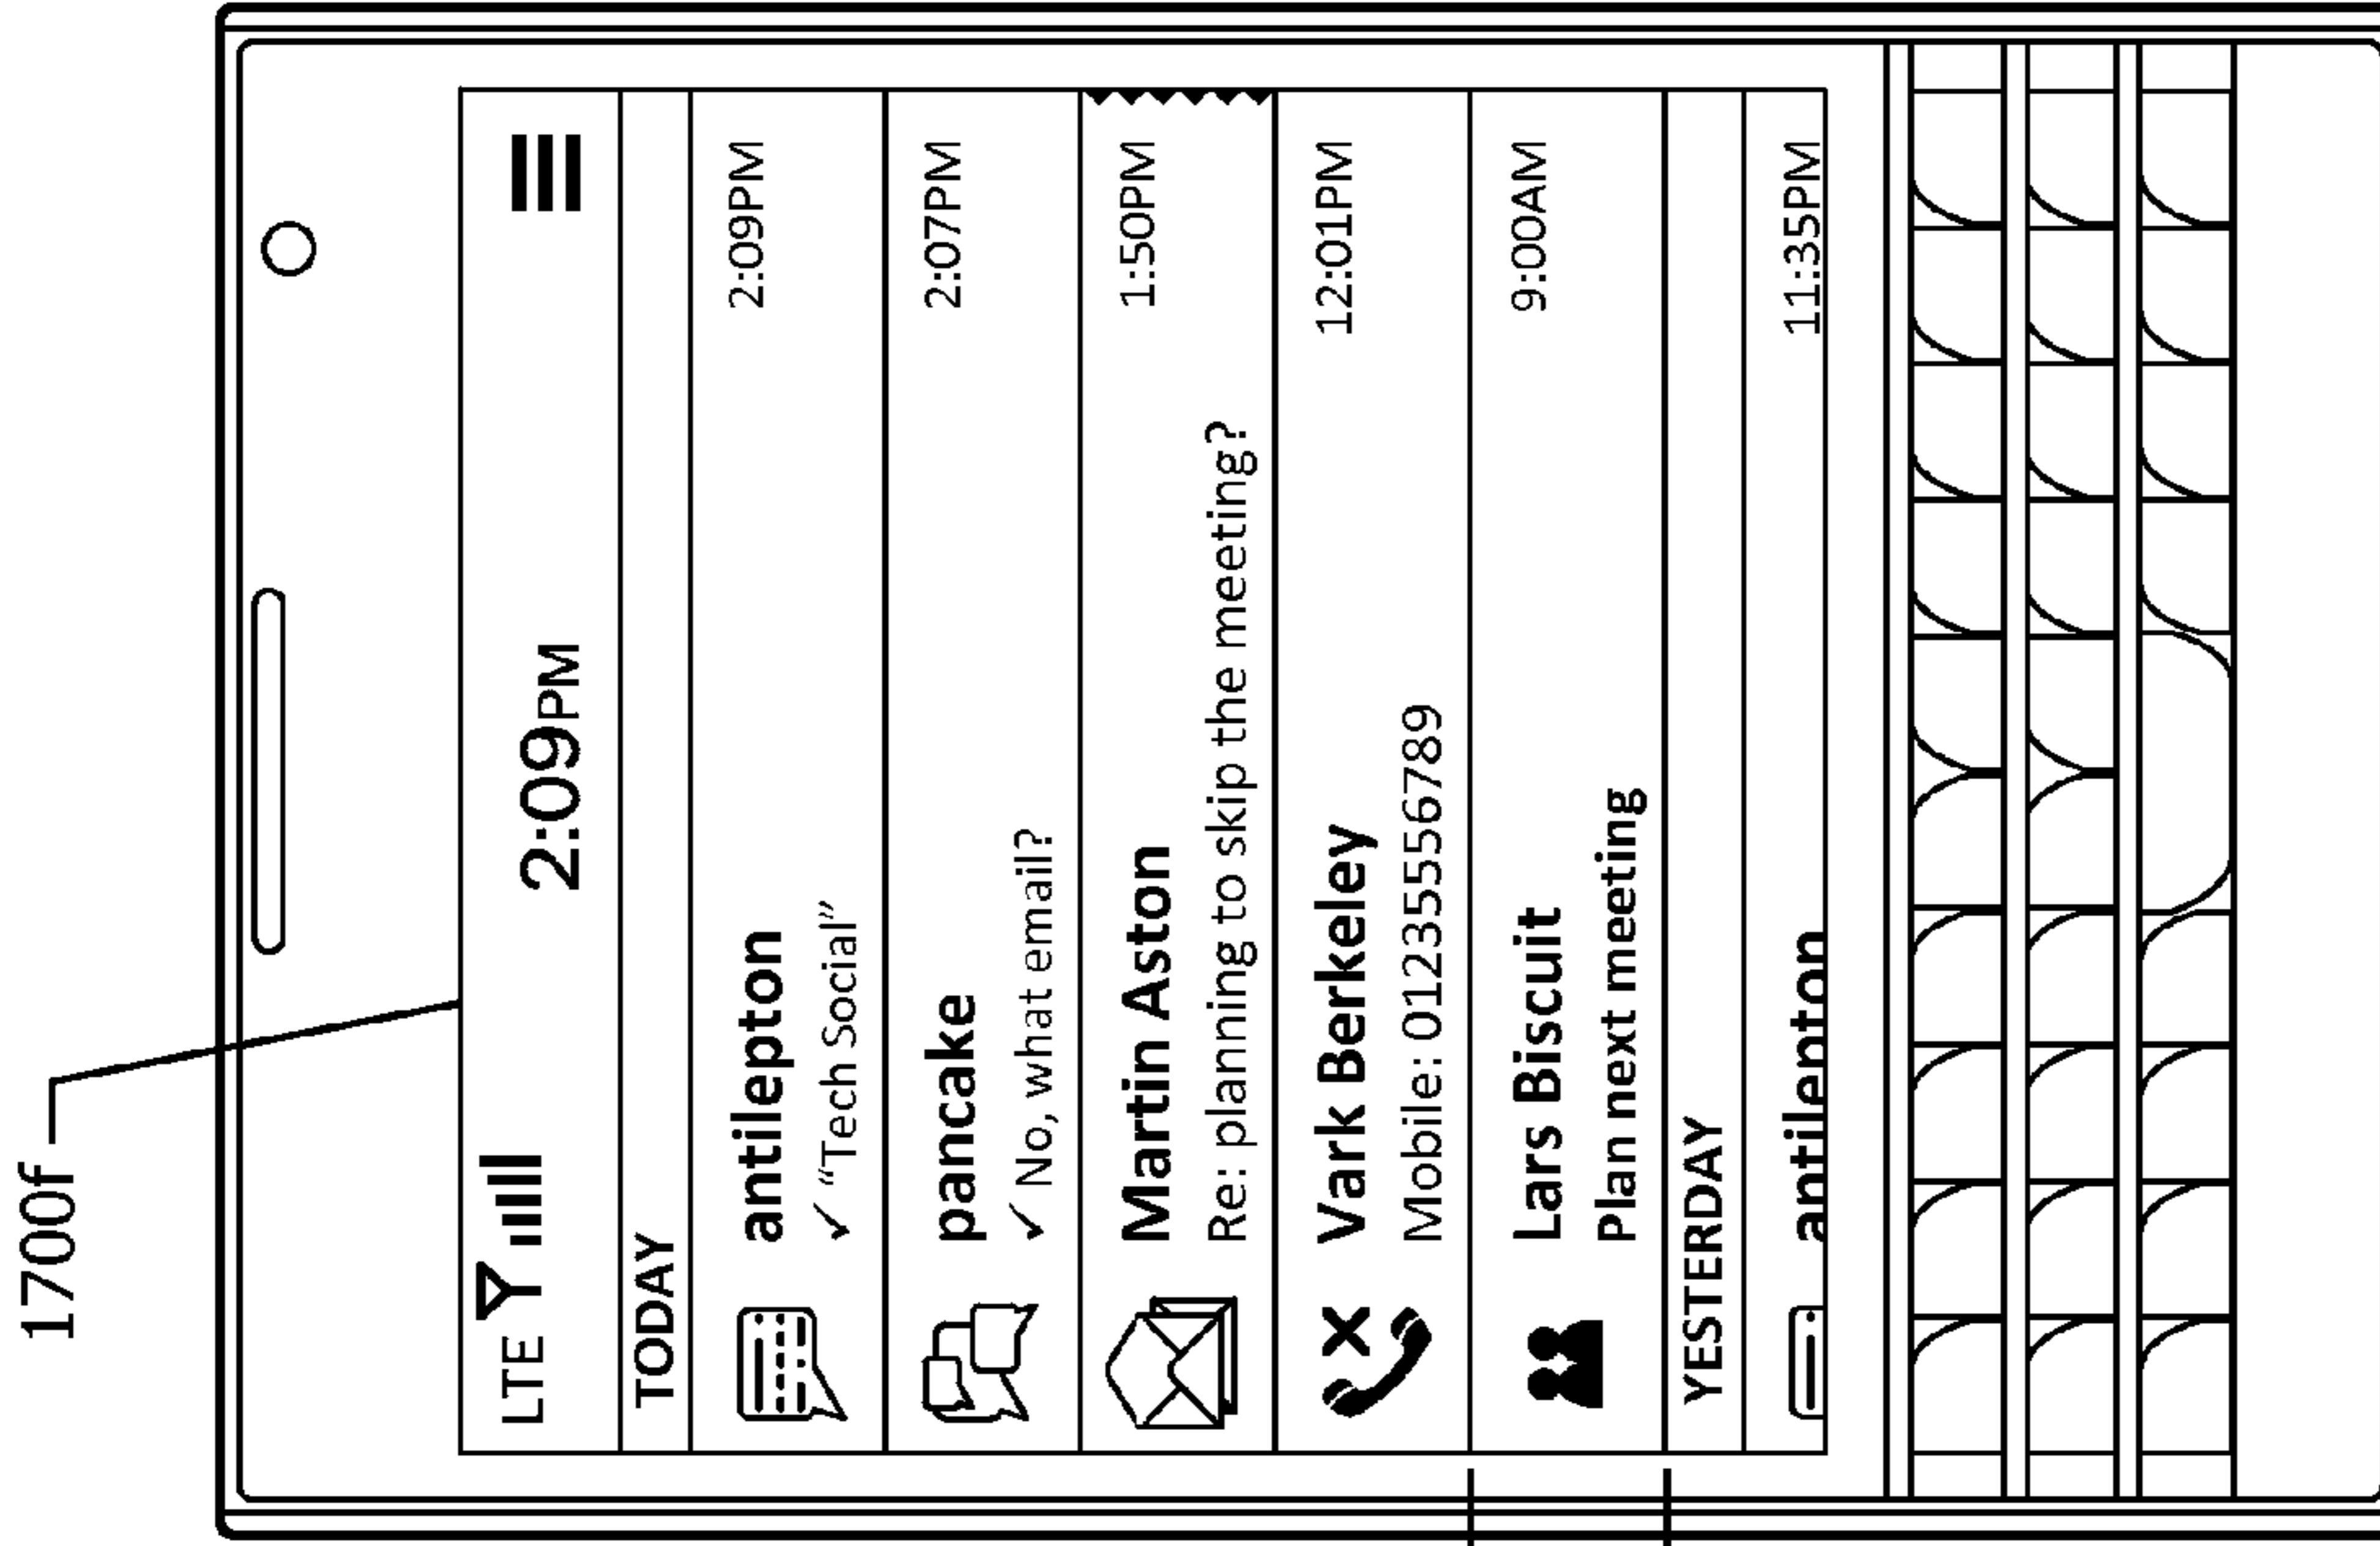 1700f
LTE 2:09PM
TODAY
antilepton 2:09PM
✓ “Tech Social”
pancake 2:07PM
✓ No, what email?
Martin Aston 1:50PM
Re: planning to skip the meeting?
Vark Berkeley 12:01PM
Mobile: 01235556789
Lars Biscuit 9:00AM
Plan next meeting
YESTERDAY
antilepton 11:35PM